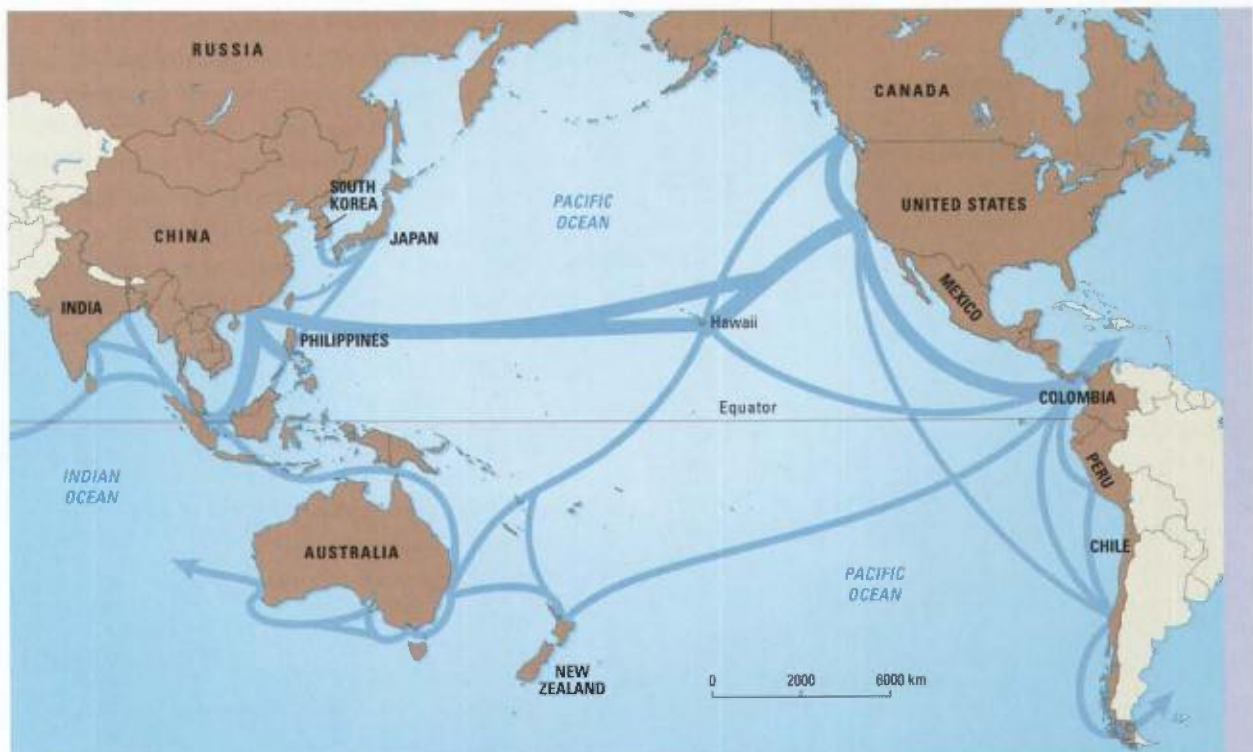 RUSSIA
CANADA
SOUTH
KOREA
PACIFIC
OCEAN
UNITED STATES
CHINA
JAPAN
MEXICO
INDIA
Hawaii
PHILIPPINES
COLOMBIA
Equator
INDIAN
OCEAN
PERU
AUSTRALIA
CHILE
PACIFIC
OCEAN
NEW
ZEALAND
0 2000 6000 km